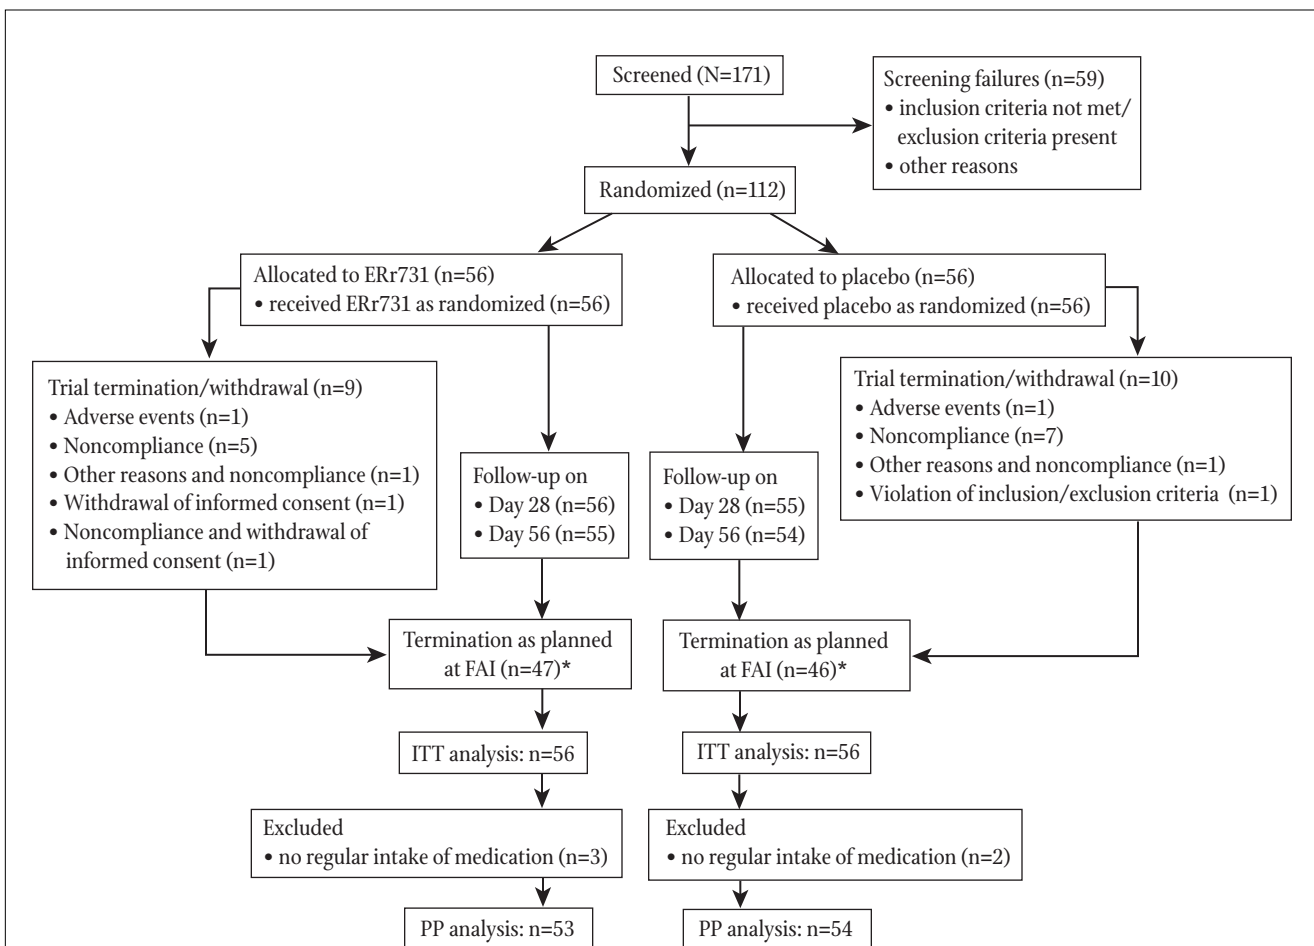 Screened (N=171)
Screening failures (n=59)
• inclusion criteria not met/
exclusion criteria present
• other reasons
Randomized (n=112)
Allocated to ERr731 (n=56)
• received ERr731 as randomized (n=56)
Allocated to placebo (n=56)
• received placebo as randomized (n=56)
Trial termination/withdrawal (n=9)
• Adverse events (n=1)
• Noncompliance (n=5)
• Other reasons and noncompliance (n=1)
• Withdrawal of informed consent (n=1)
• Noncompliance and withdrawal of
informed consent (n=1)
Follow-up on
• Day 28 (n=56)
• Day 56 (n=55)
Follow-up on
• Day 28 (n=55)
• Day 56 (n=54)
Trial termination/withdrawal (n=10)
• Adverse events (n=1)
• Noncompliance (n=7)
• Other reasons and noncompliance (n=1)
• Violation of inclusion/exclusion criteria (n=1)
Termination as planned
at FAI (n=47)*
Termination as planned
at FAI (n=46)*
ITT analysis: n=56
ITT analysis: n=56
Excluded
• no regular intake of medication (n=3)
Excluded
• no regular intake of medication (n=2)
PP analysis: n=53
PP analysis: n=54